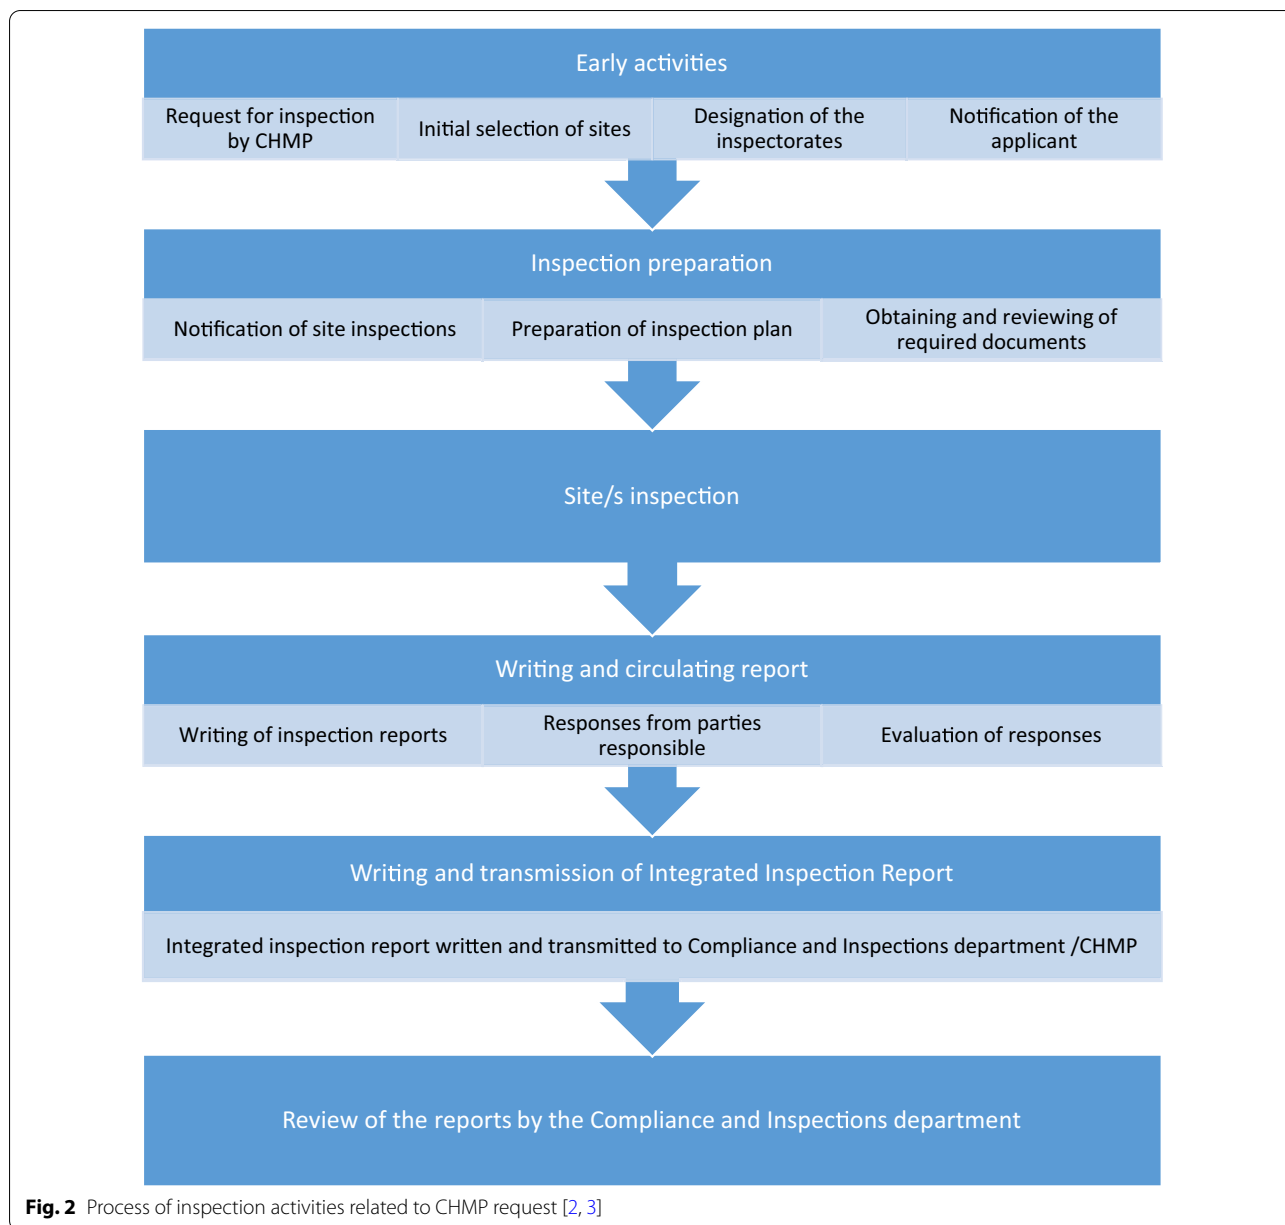 Early activities
Request for inspection
by CHMP
Initial selection of sites
Designation of the
inspectorates
Notification of the
applicant
Inspection preparation
Notification of site inspections
Preparation of inspection plan
Obtaining and reviewing of
required documents
Site/s inspection
Writing and circulating report
Writing of inspection reports
Responses from parties
responsible
Evaluation of responses
Writing and transmission of Integrated Inspection Report
Integrated inspection report written and transmitted to Compliance and Inspections department /CHMP
Review of the reports by the Compliance and Inspections department
Fig. 2 Process of inspection activities related to CHMP request [2, 3]